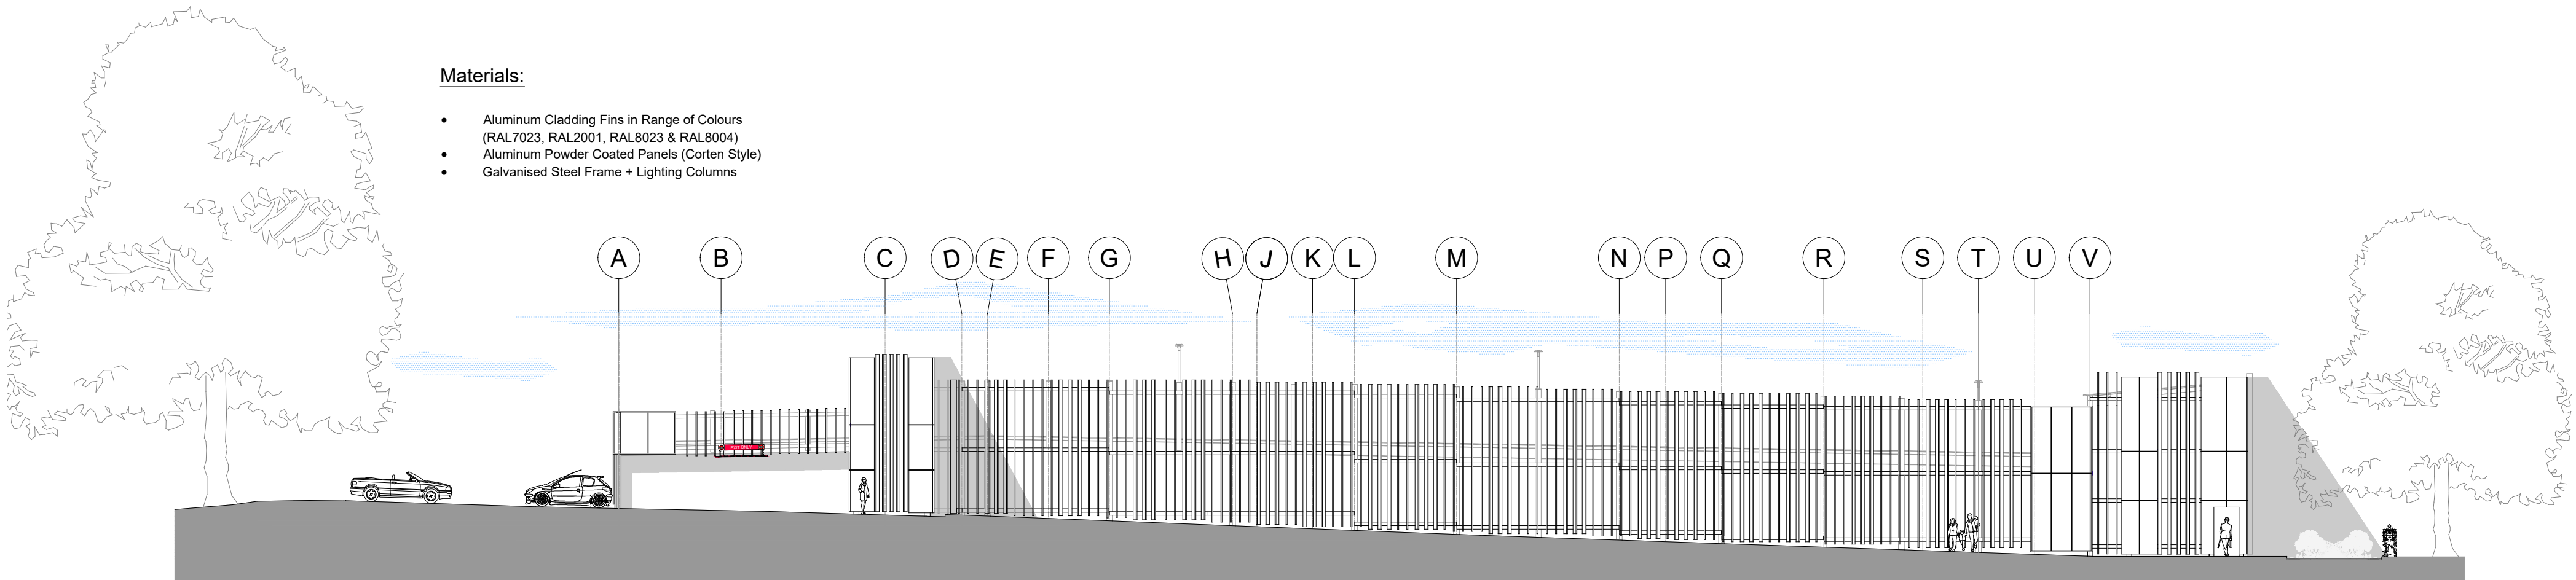 Materials:
• Aluminum Cladding Fins in Range of Colours
(RAL7023, RAL2001, RAL8023 & RAL8004)
• Aluminum Powder Coated Panels (Corten Style)
• Galvanised Steel Frame + Lighting Columns
A B C D E F G H J K L M N P Q R S T U V